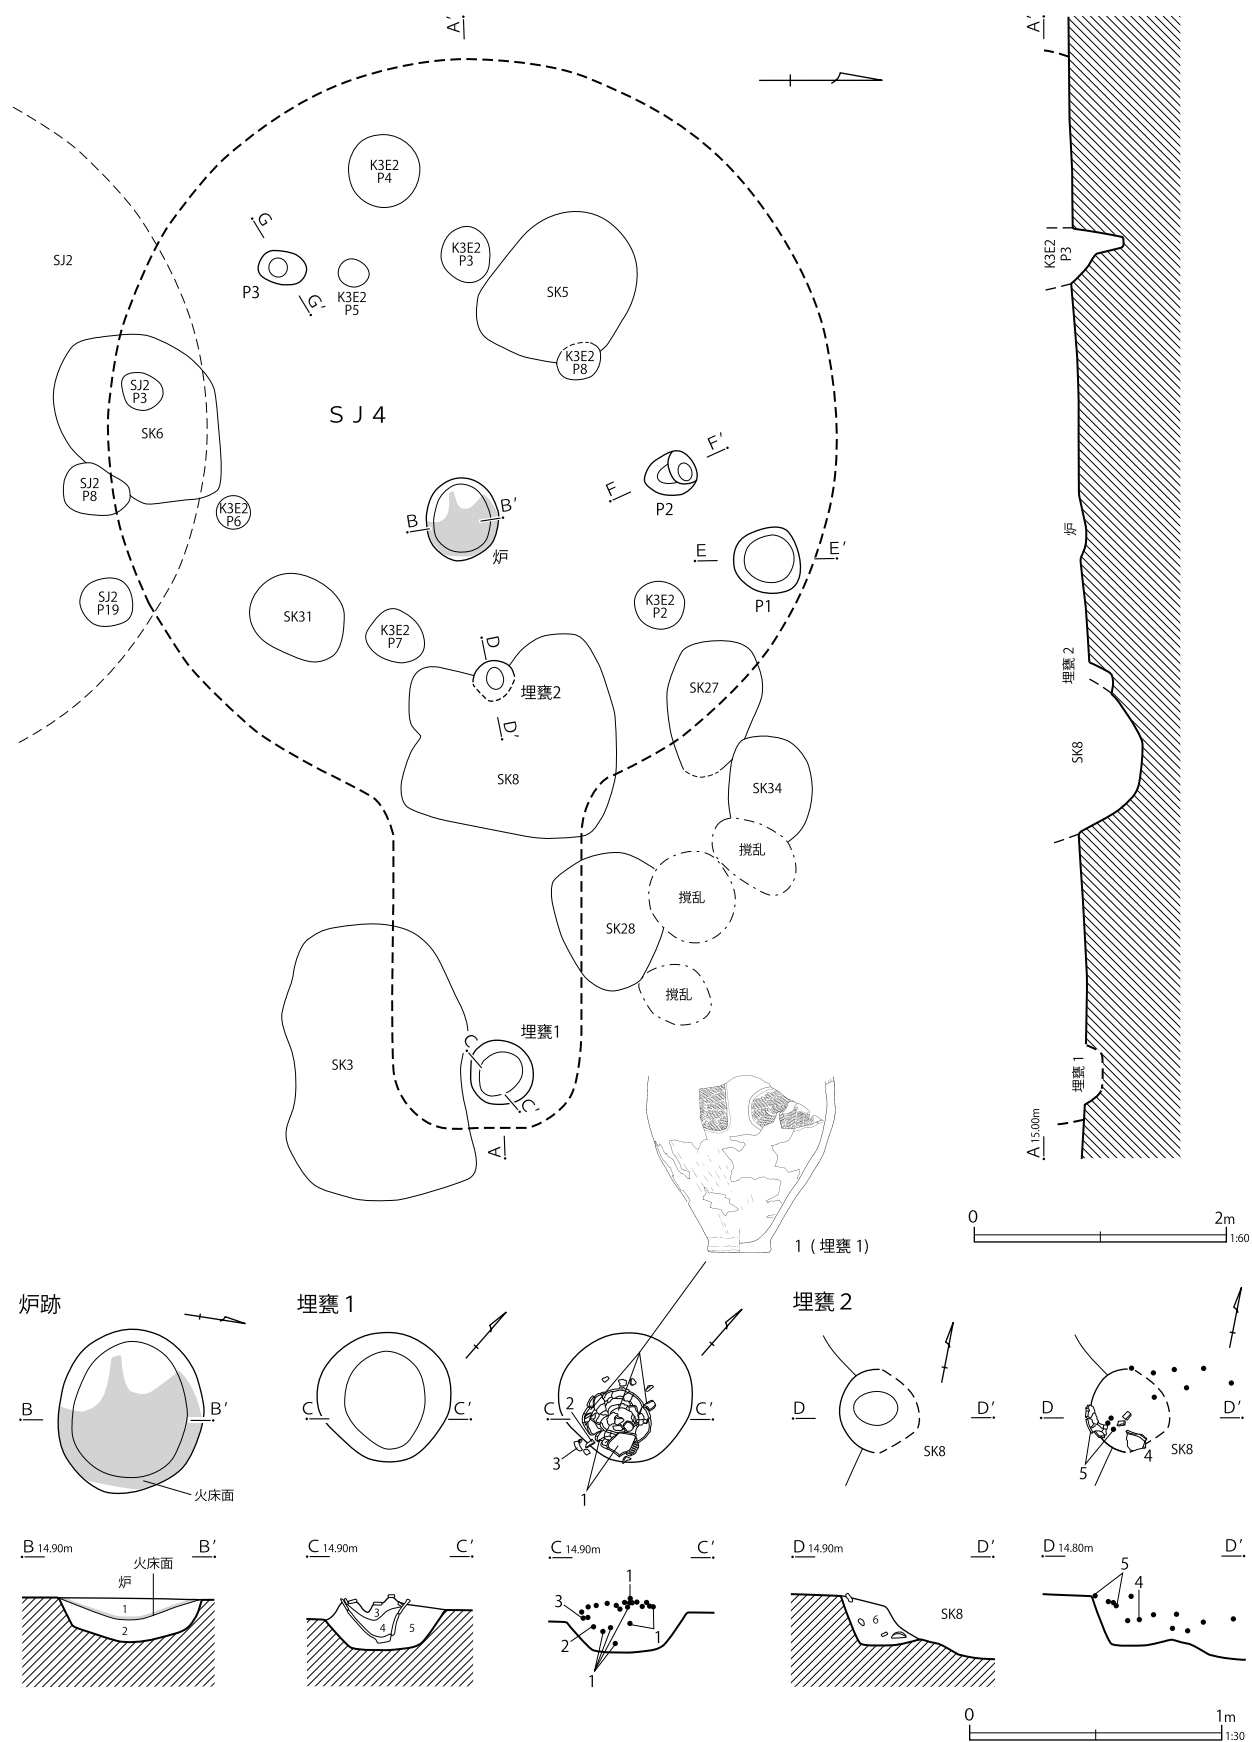 A'
A'
K3E2
P4
G
SJ2
K3E2
P3
K3E2
P3
P3
G'
K3E2
P5
SK5
K3E2
P8
SJ2
P3
SJ4
SK6
F'
F
SJ2
P8
K3E2
P6
P2
B
B'
炉
炉
E
E'
SJ2
P19
SK31
K3E2
P7
K3E2
P2
P1
D
埋甕2
SK27
埋甕 2
D'
SK8
SK8
SK34
撹乱
撹乱
SK28
撹乱
埋甕1
C
SK3
埋甕 1
C'
A
A 15.00m
0
2m
1:60
1 ( 埋甕 1)
炉跡
埋甕 1
埋甕 2
B
B'
C
C'
C
2
C'
3
1
D
D'
SK8
D
D'
SK8
4
5
火床面
B 14.90m
B'
火床面
炉
1
2
C 14.90m
C'
3
4
5
C 14.90m
C'
1
3
2
1
1
D 14.90m
D'
6
SK8
D 14.80m
D'
5
4
0
1m
1:30